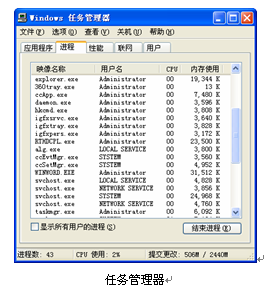 Windows 任务管理器
文件(F) 选项(O) 查看(V) 关机(U) 帮助(H)
应用程序 进程 性能 联网 用户
映像名称 用户名 CPU 内存使用
explorer.exe Administrator 00 19,344 K
360tray.exe Administrator 00 13 K
ccApp.exe Administrator 00 7,480 K
daemon.exe Administrator 00 3,596 K
hkcmd.exe Administrator 00 3,808 K
igfxsrvc.exe Administrator 00 3,640 K
igfxtray.exe Administrator 00 3,828 K
igfxpers.exe Administrator 00 3,172 K
RTHDCPL.exe Administrator 00 23,500 K
alg.exe LOCAL SERVICE 00 3,800 K
ccEvtMgr.exe SYSTEM 00 3,560 K
ccSetMgr.exe SYSTEM 00 4,952 K
WINWORD.EXE Administrator 00 31,512 K
svchost.exe LOCAL SERVICE 00 4,828 K
svchost.exe NETWORK SERVICE 00 3,856 K
svchost.exe SYSTEM 00 24,968 K
svchost.exe NETWORK SERVICE 00 4,760 K
taskmgr.exe Administrator 00 6,092 K
显示所有用户的进程(S) 结束进程(E)
进程数: 43 CPU 使用: 2% 提交更改: 506M / 2440M
任务管理器